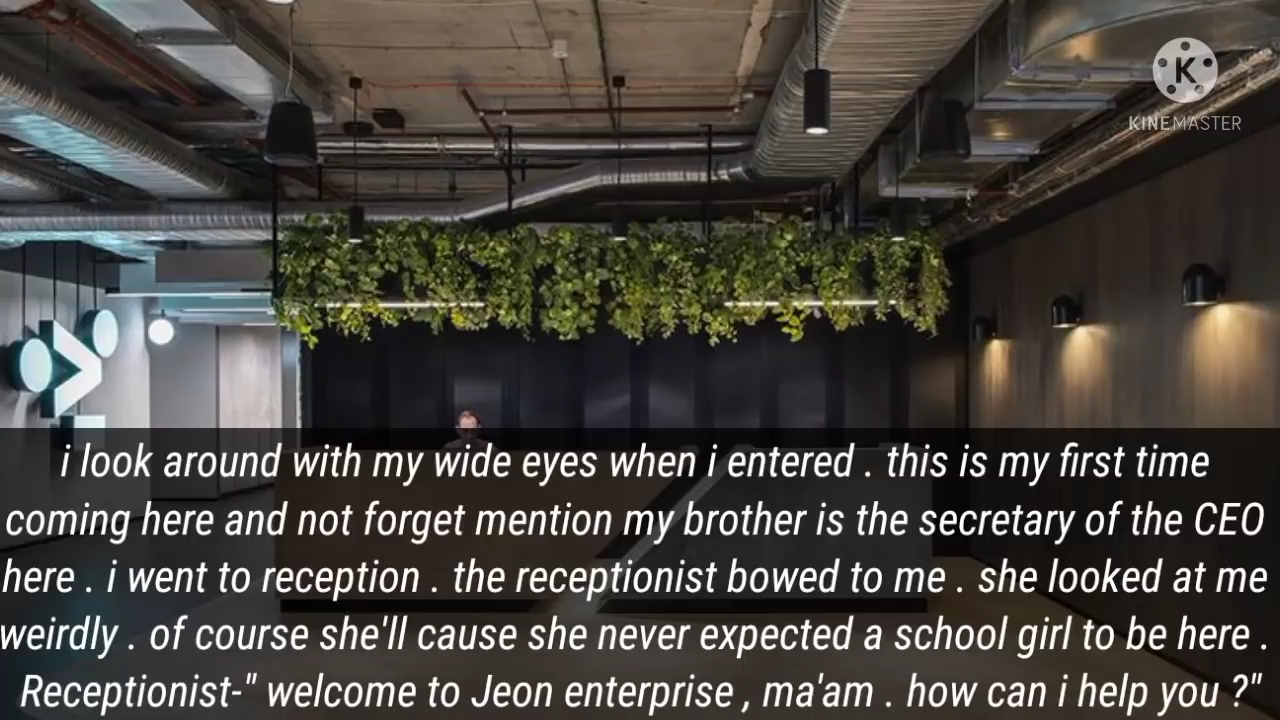 K
KINEMASTER
i look around with my wide eyes when i entered . this is my first time
coming here and not forget mention my brother is the secretary of the CEO
here . i went to reception . the receptionist bowed to me . she looked at me
weirdly . of course she'll cause she never expected a school girl to be here .
Receptionist-" welcome to Jeon enterprise , ma'am . how can i help you ?"